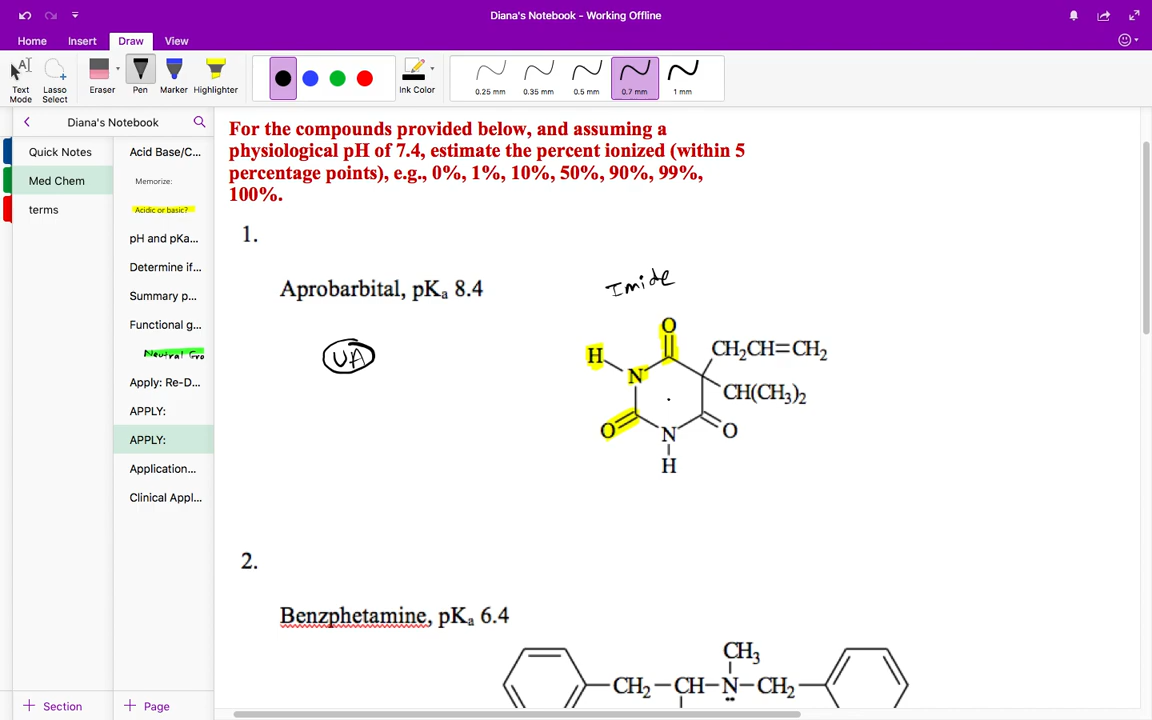 Diana's Notebook - Working Offline
Home Insert Draw View
Text Mode
Lasso Select
Eraser
Pen
Marker
Highlighter
Ink Color
0.25 mm
0.35 mm
0.5 mm
0.7 mm
1 mm
Diana's Notebook
Quick Notes
Med Chem
terms
Acid Base/C...
Memorize:
Acidic or basic?
pH and pKa...
Determine if...
Summary p...
Functional g...
Neutral Gro
Apply: Re-D...
APPLY:
APPLY:
Application...
Clinical Appl...
+ Section
+ Page
For the compounds provided below, and assuming a
physiological pH of 7.4, estimate the percent ionized (within 5
percentage points), e.g., 0%, 1%, 10%, 50%, 90%, 99%,
100%.
1.
Imide
Aprobarbital, pKₐ 8.4
UA
O
H
N
CH₂CH=CH₂
CH(CH₃)₂
O
N
O
H
2.
Benzphetamine, pKₐ 6.4
CH₃
CH₂—CH—N—CH₂